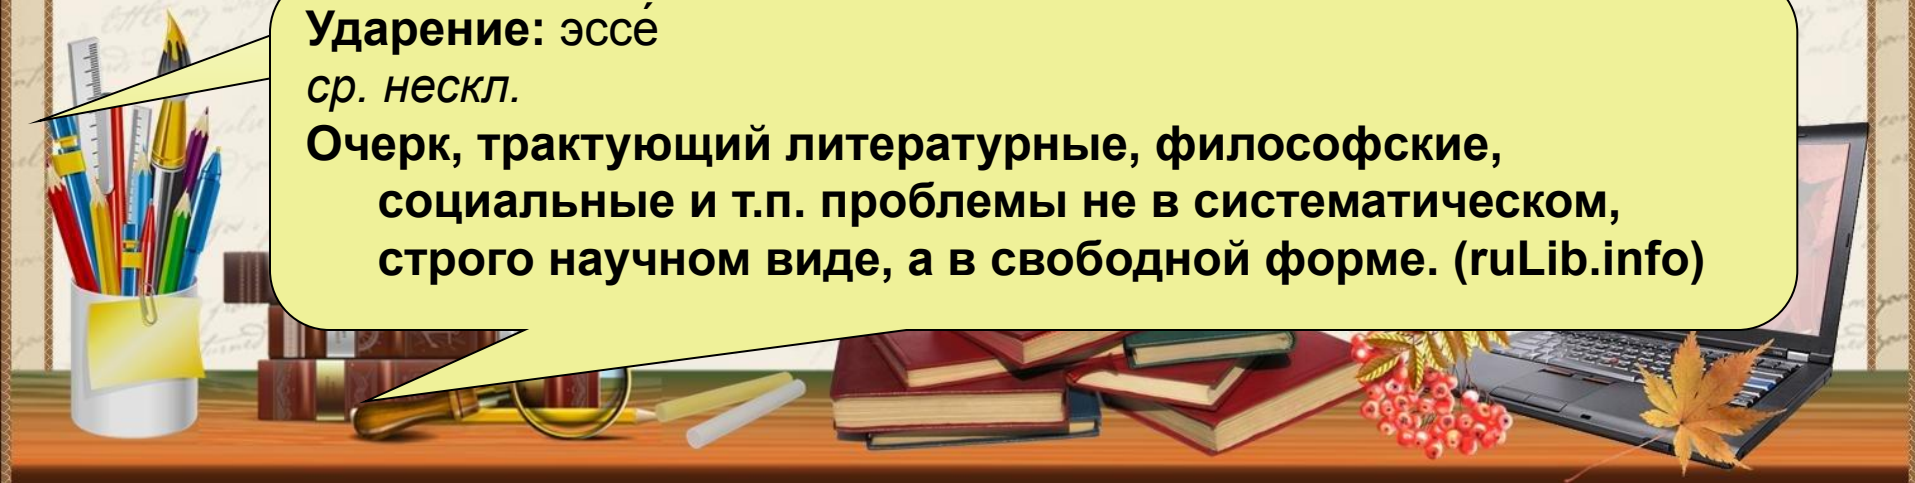 Ударение: эссе́
ср. нескл.
Очерк, трактующий литературные, философские,
социальные и т.п. проблемы не в систематическом,
строго научном виде, а в свободной форме. (ruLib.info)